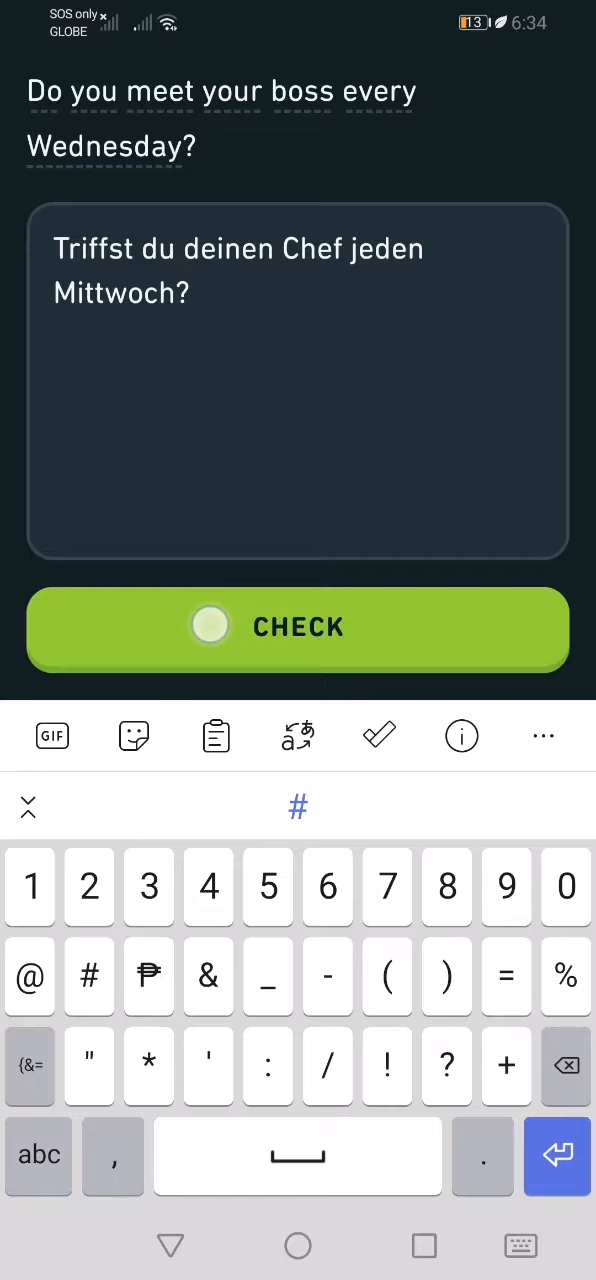 SOS only
GLOBE
13 6:34
Do you meet your boss every
Wednesday?
Triffst du deinen Chef jeden
Mittwoch?
CHECK
GIF
#
1 2 3 4 5 6 7 8 9 0
@ # ₱ & _ - ( ) = %
{&= " * ' : / ! ? +
abc , .